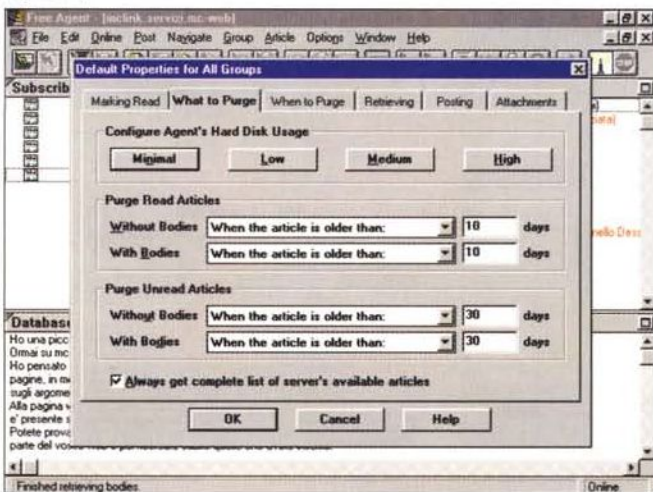 Free Agent - [mclink.servizi.mc-web]
File Edit Online Post Navigate Group Article Options Window Help
Default Properties for All Groups
Subscrib
Marking Read What to Purge When to Purge Retrieving Posting Attachments
Configure Agent's Hard Disk Usage
Minimal Low Medium High
Purge Read Articles
Without Bodies When the article is older than: 10 days
With Bodies When the article is older than: 10 days
Purge Unread Articles
Without Bodies When the article is older than: 30 days
With Bodies When the article is older than: 30 days
Always get complete list of server's available articles
OK Cancel Help
nello Dess
Database
Ho una picc
Ormai su mc
Ho pensato
pagine, in m
sugli argome
Alla pagina w
e' presente s
Potete prova
parte del vos
Finished retrieving bodies. Online